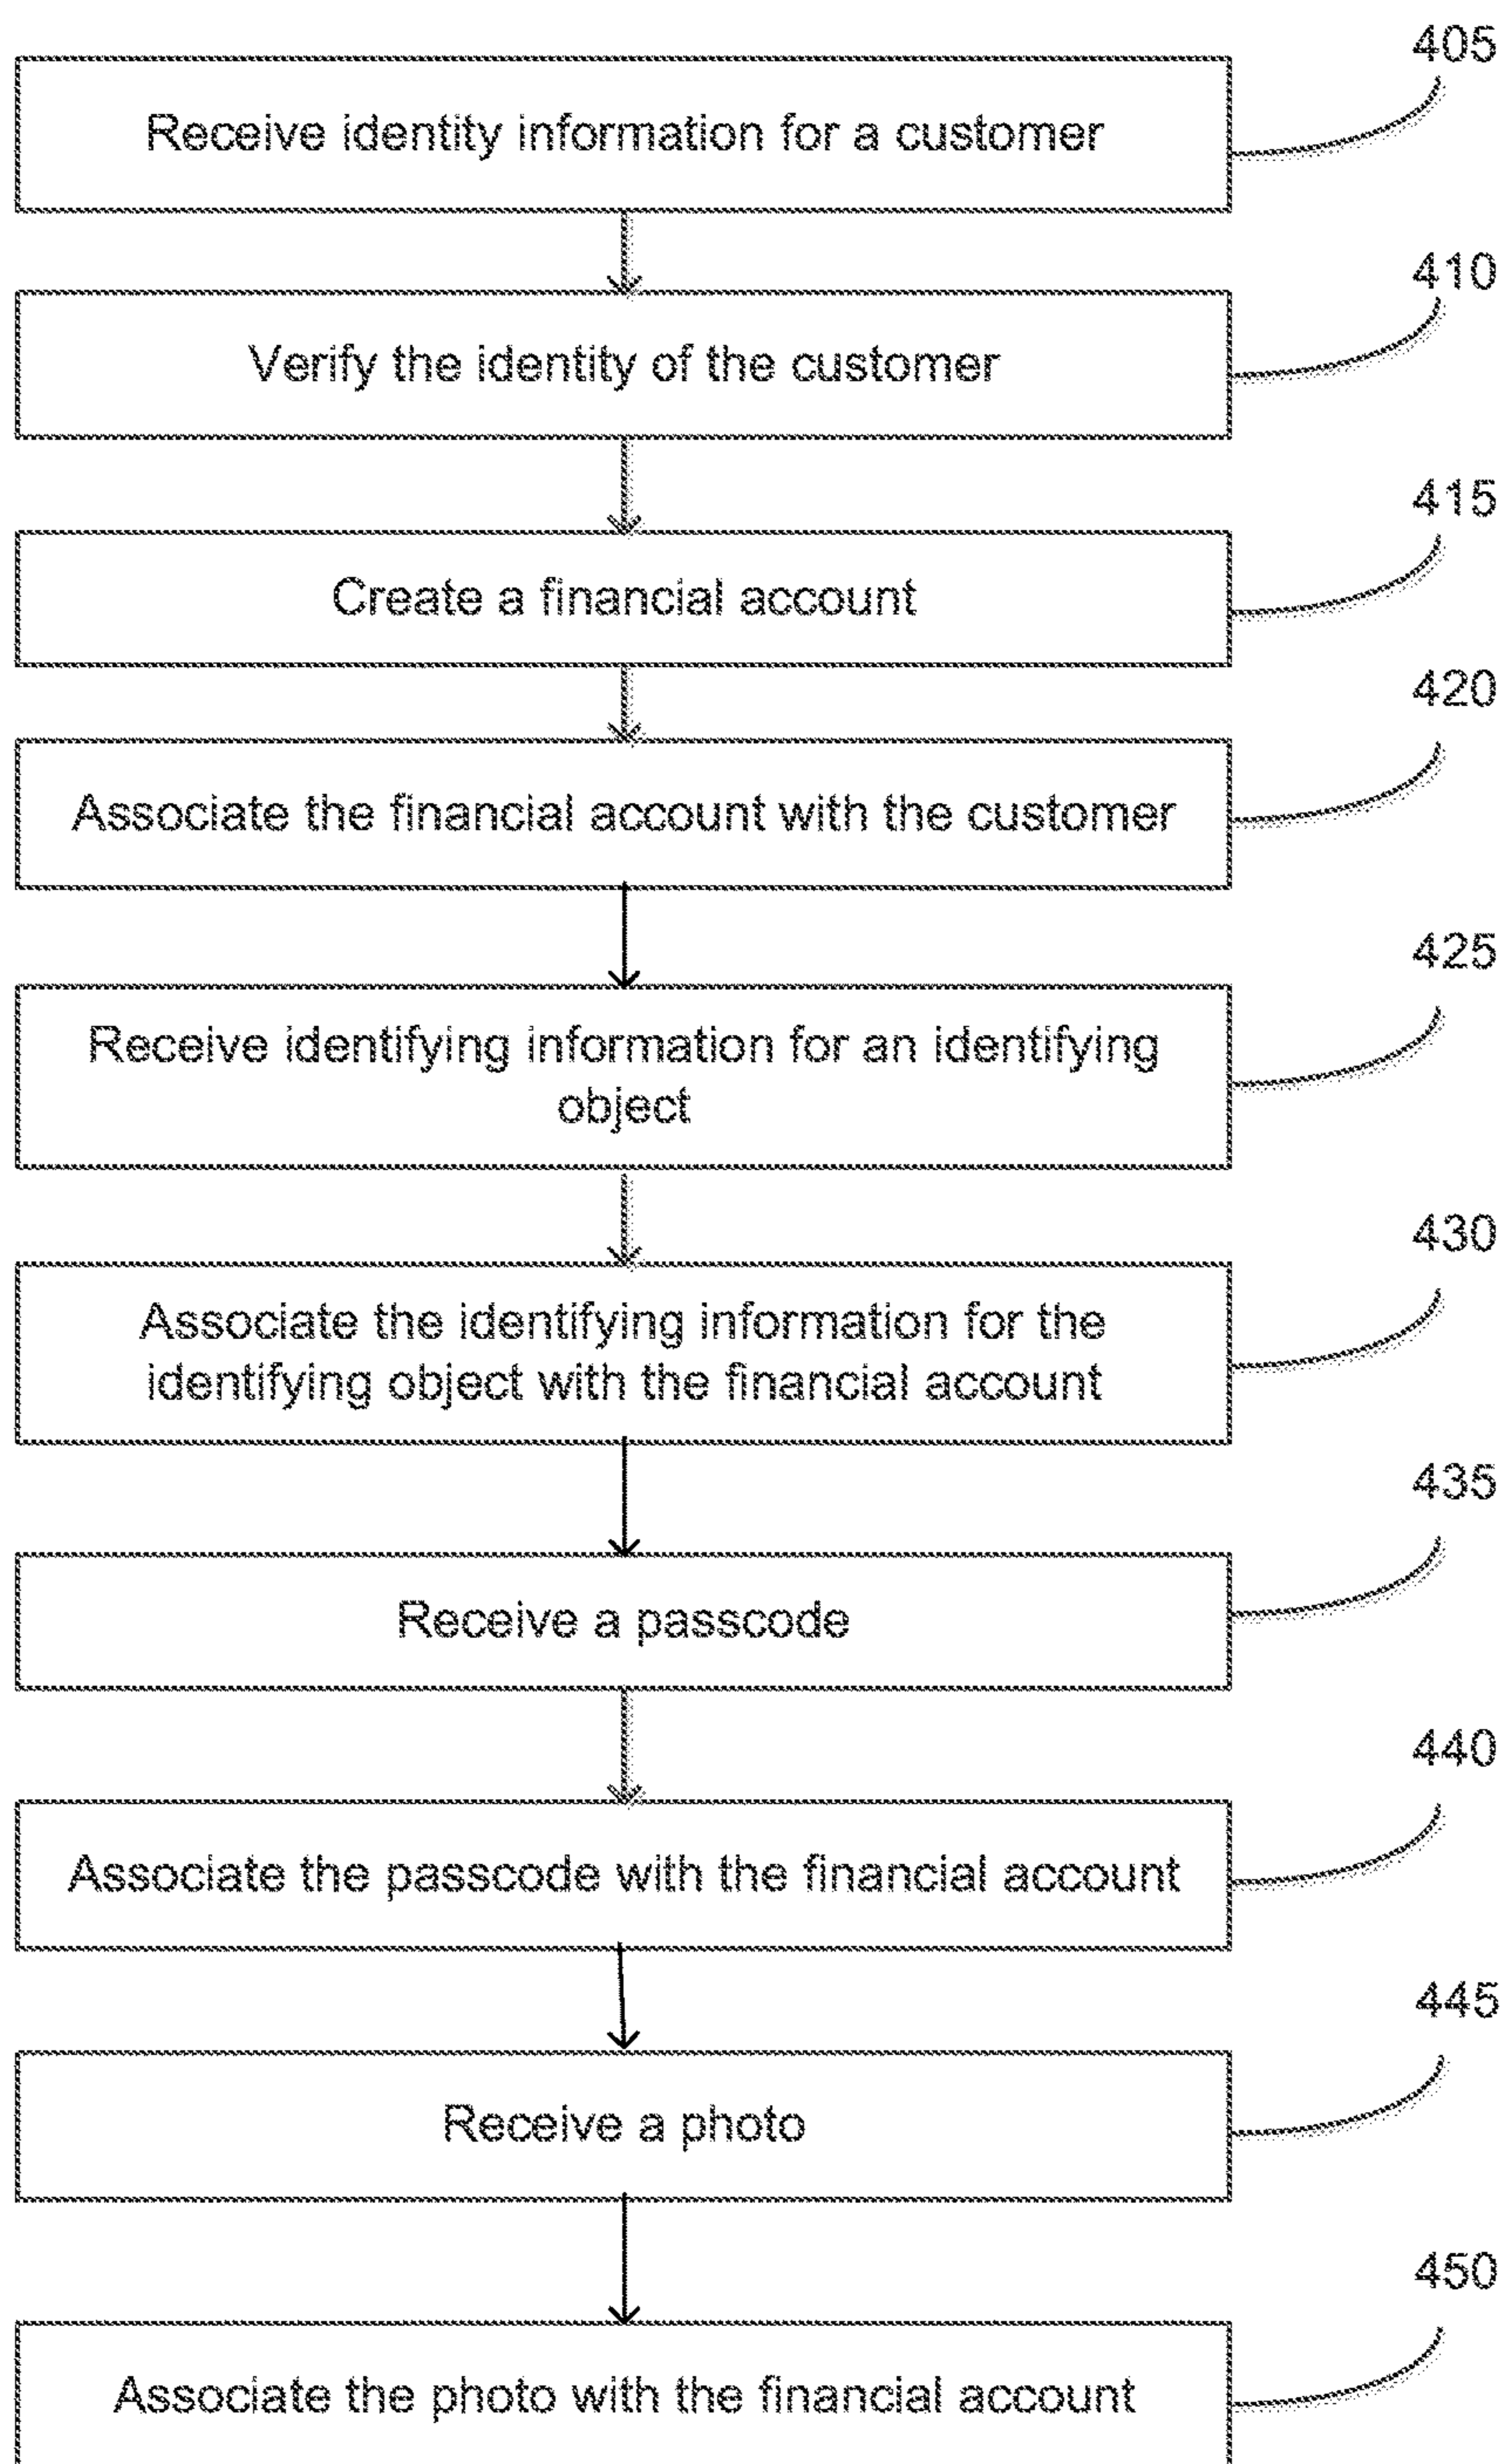 405
Receive identity information for a customer
410
Verify the identity of the customer
415
Create a financial account
420
Associate the financial account with the customer
425
Receive identifying information for an identifying
object
430
Associate the identifying information for the
identifying object with the financial account
435
Receive a passcode
440
Associate the passcode with the financial account
445
Receive a photo
450
Associate the photo with the financial account